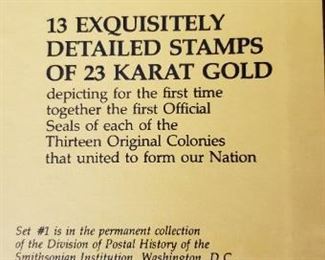 13 EXQUISITELY
DETAILED STAMPS
OF 23 KARAT GOLD
depicting for the first time
together the first Official
Seals of each of the
Thirteen Original Colonies
that united to form our Nation
Set #1 is in the permanent collection
of the Division of Postal History of the
Smithsonian Institution, Washington, D.C.